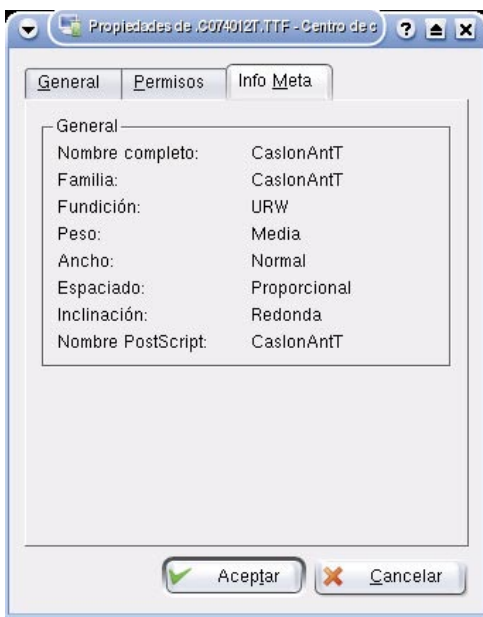 Propiedades de .C074012T.TTF - Centro de c
General Permisos Info Meta
General
Nombre completo: CaslonAntT
Familia: CaslonAntT
Fundición: URW
Peso: Media
Ancho: Normal
Espaciado: Proporcional
Inclinación: Redonda
Nombre PostScript: CaslonAntT
Aceptar Cancelar